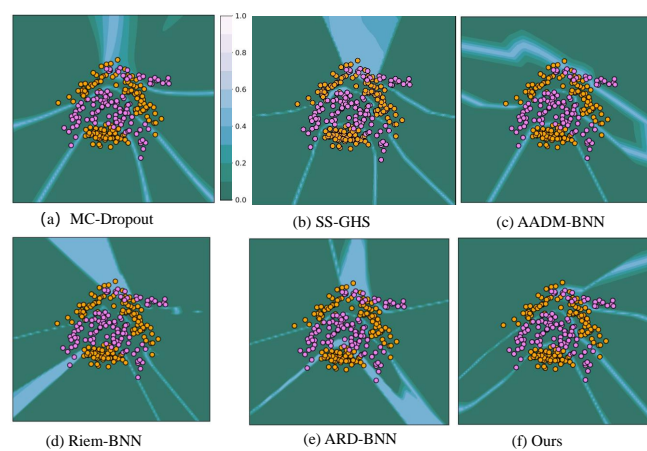 1.0
0.8
0.6
0.4
0.2
0.0
(a) MC-Dropout
(b) SS-GHS
(c) AADM-BNN
(d) Riem-BNN
(e) ARD-BNN
(f) Ours